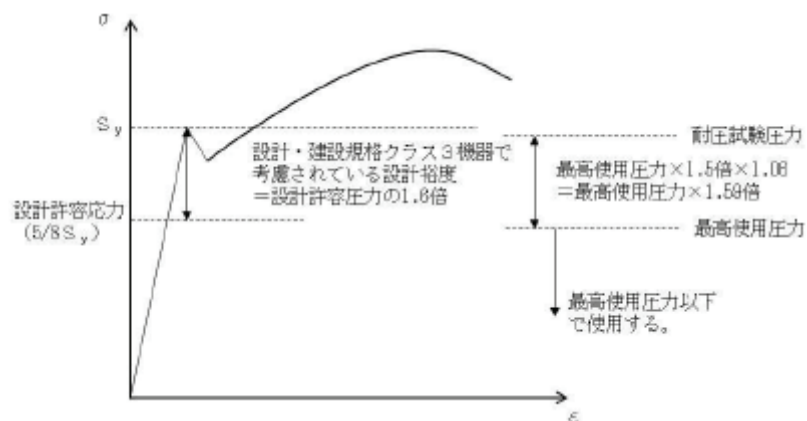 σ
Sy
設計許容応力
(5/8Sy)
設計・建設規格クラス3機器で
考慮されている設計裕度
=設計許容圧力の1.6倍
耐圧試験圧力
最高使用圧力×1.5倍×1.06
=最高使用圧力×1.59倍
最高使用圧力
最高使用圧力以下
で使用する。
ε